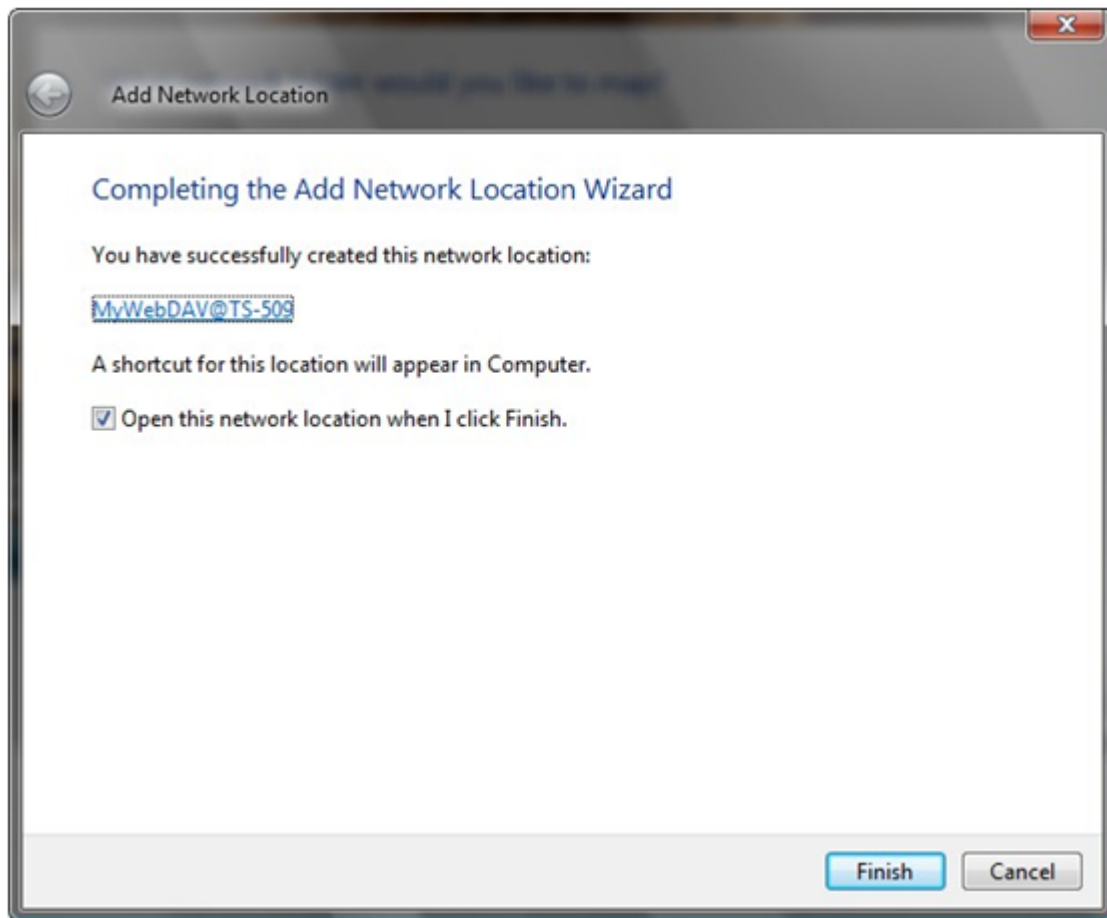 Add Network Location
Completing the Add Network Location Wizard
You have successfully created this network location:
MyWebDAV@TS-509
A shortcut for this location will appear in Computer.
Open this network location when I click Finish.
Finish
Cancel